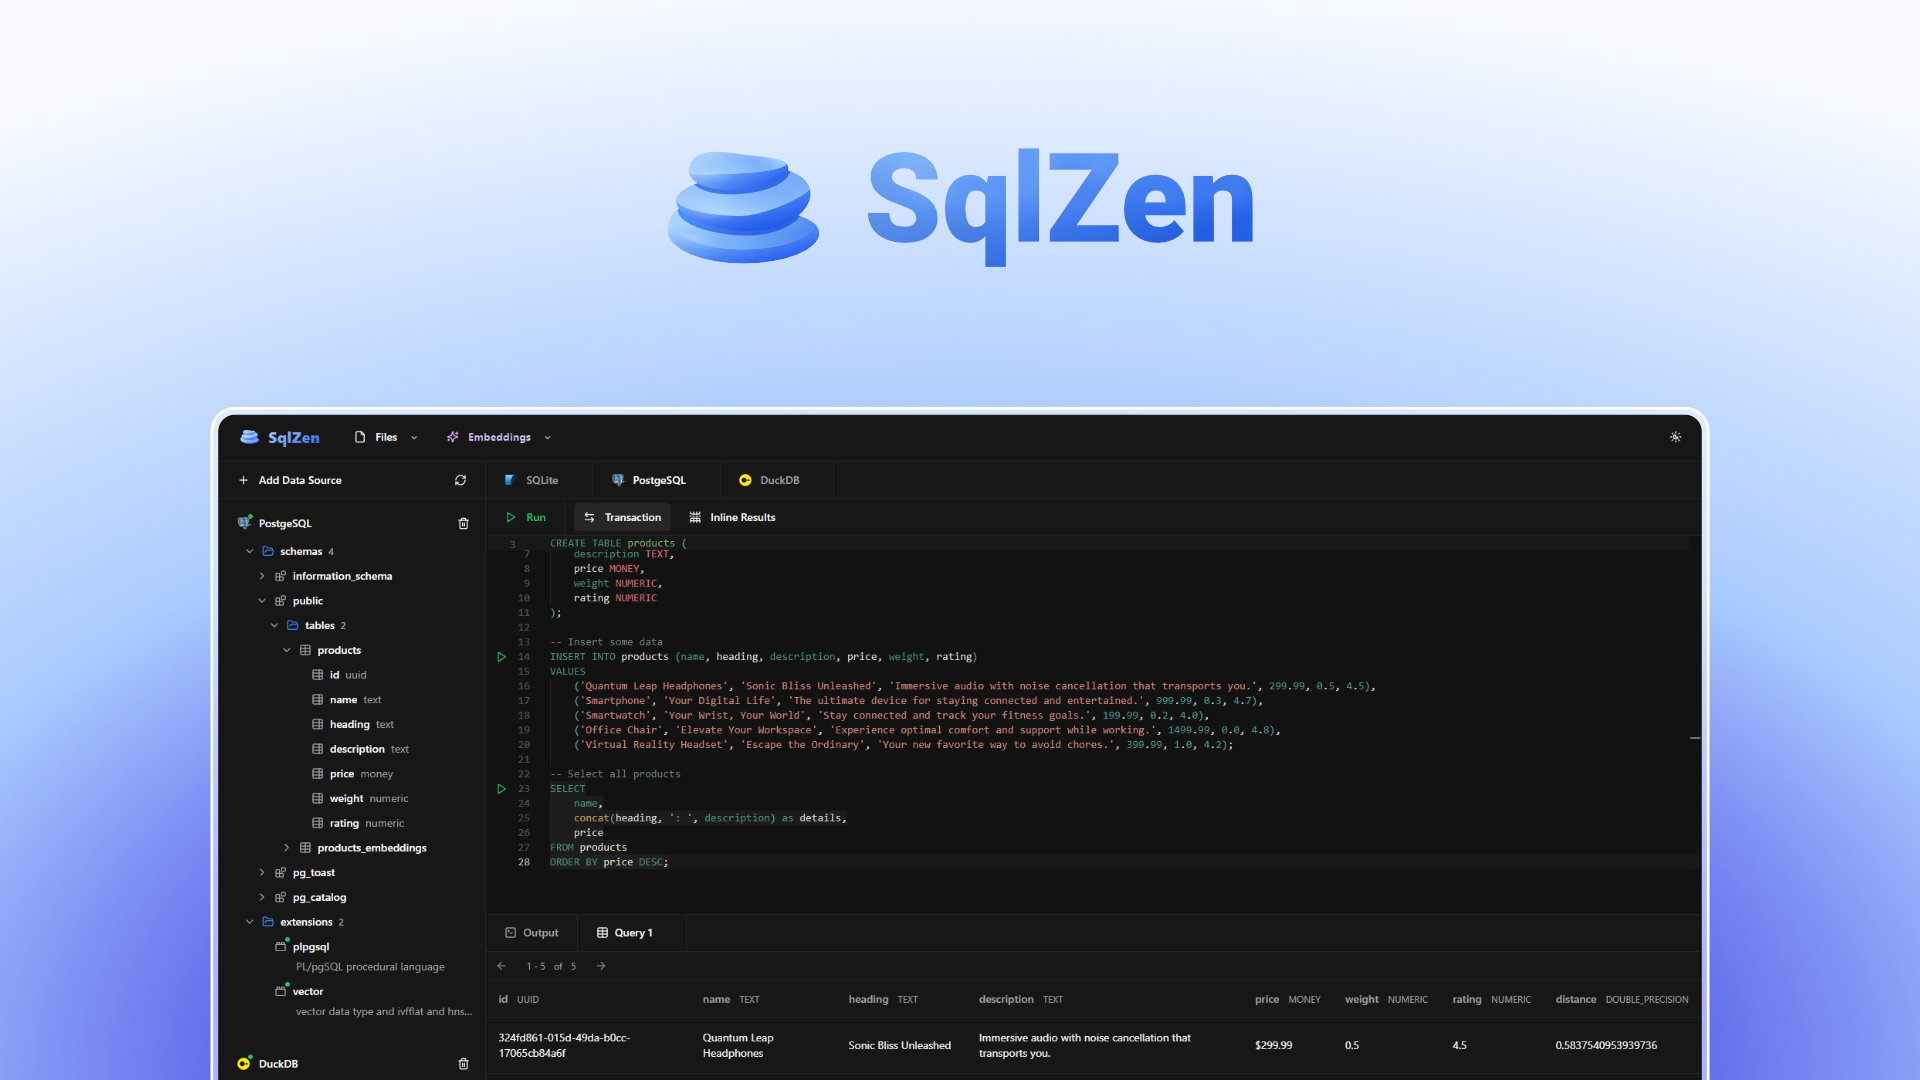 SqlZen
SqlZen Files Embeddings
Add Data Source
SQLite PostgeSQL DuckDB
PostgeSQL
schemas 4
information_schema
public
tables 2
products
id uuid
name text
heading text
description text
price money
weight numeric
rating numeric
products_embeddings
pg_toast
pg_catalog
extensions 2
plpgsql
PL/pgSQL procedural language
vector
vector data type and ivfflat and hns...
DuckDB
Run Transaction Inline Results
3 CREATE TABLE products (
7 description TEXT,
8 price MONEY,
9 weight NUMERIC,
10 rating NUMERIC
11 );
12
13 -- Insert some data
14 INSERT INTO products (name, heading, description, price, weight, rating)
15 VALUES
16 ('Quantum Leap Headphones', 'Sonic Bliss Unleashed', 'Immersive audio with noise cancellation that transports you.', 299.99, 0.5, 4.5),
17 ('Smartphone', 'Your Digital Life', 'The ultimate device for staying connected and entertained.', 999.99, 0.3, 4.7),
18 ('Smartwatch', 'Your Wrist, Your World', 'Stay connected and track your fitness goals.', 199.99, 0.2, 4.0),
19 ('Office Chair', 'Elevate Your Workspace', 'Experience optimal comfort and support while working.', 1499.99, 0.0, 4.8),
20 ('Virtual Reality Headset', 'Escape the Ordinary', 'Your new favorite way to avoid chores.', 399.99, 1.0, 4.2);
21
22 -- Select all products
23 SELECT
24 name,
25 concat(heading, ': ', description) as details,
26 price
27 FROM products
28 ORDER BY price DESC;
Output Query 1
1 - 5 of 5
id UUID name TEXT heading TEXT description TEXT price MONEY weight NUMERIC rating NUMERIC distance DOUBLE_PRECISION
324fd861-015d-49da-b0cc-17065cb84a6f Quantum Leap Headphones Sonic Bliss Unleashed Immersive audio with noise cancellation that transports you. $299.99 0.5 4.5 0.5837540953939736